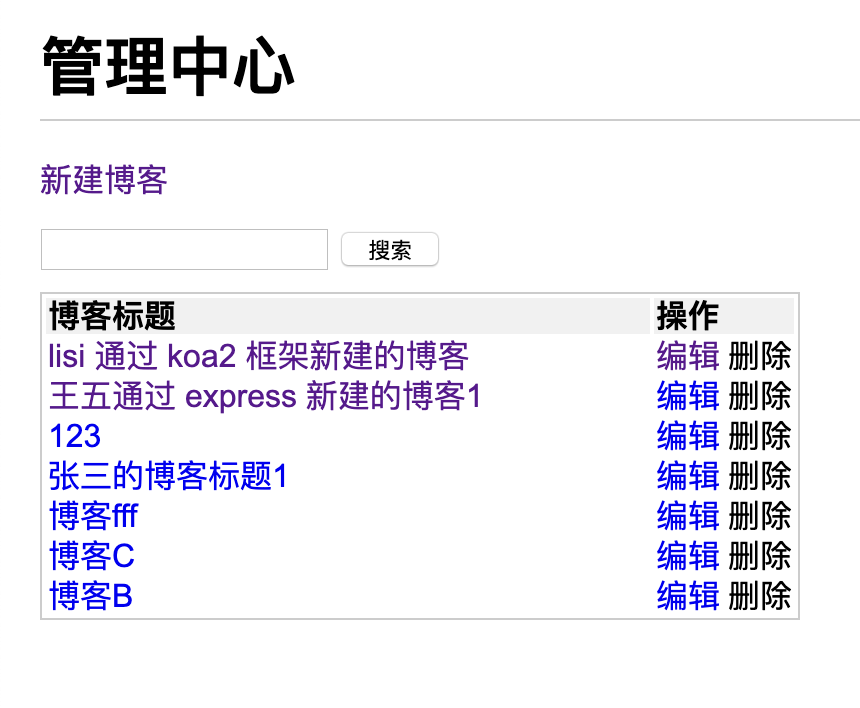 管理中心
新建博客
搜索
博客标题 操作
lisi 通过 koa2 框架新建的博客 编辑 删除
王五通过 express 新建的博客1 编辑 删除
123 编辑 删除
张三的博客标题1 编辑 删除
博客fff 编辑 删除
博客C 编辑 删除
博客B 编辑 删除